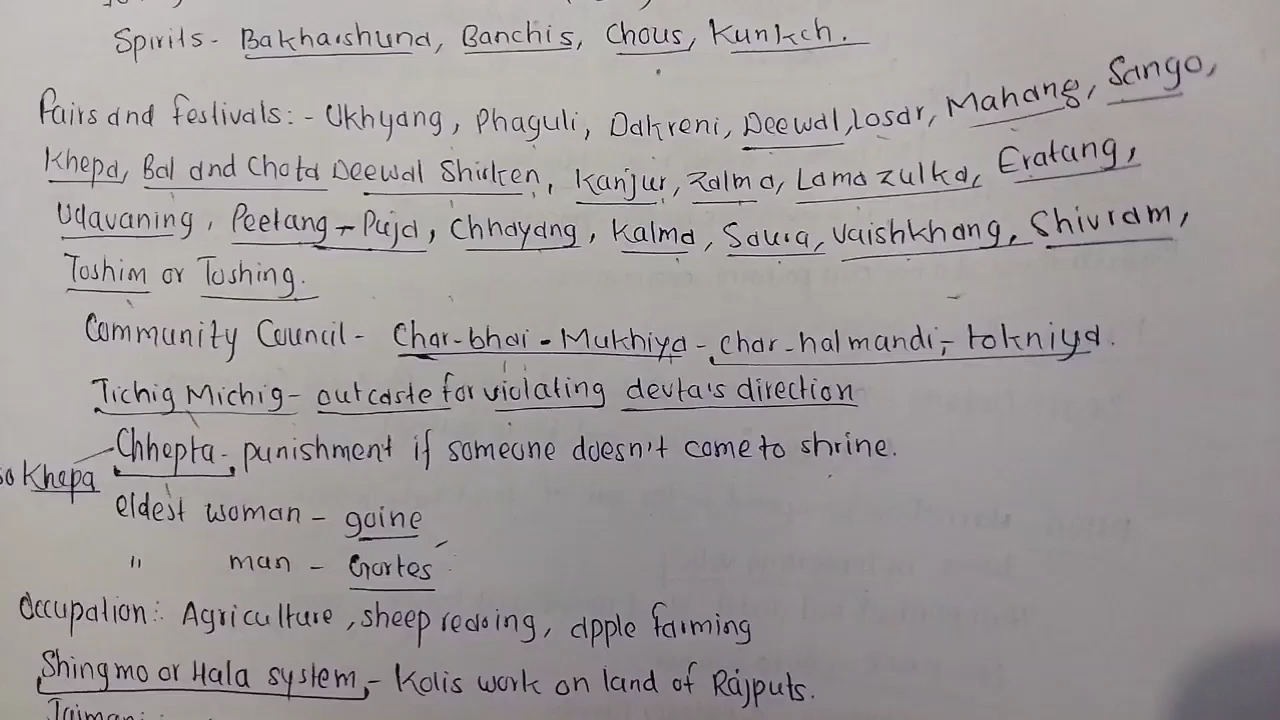 Spirits- Bakharshund, Banchis, Chous, Kunkch.
Fairs and festivals:- Ukhyang, Phaguli, Dakreni, Deewal, Losar, Mahang, Sango,
Khepa, Bal and Chota Deewal Shirken, Kanjur, Zalma, Lama zulka, Eratang,
Udavaning, Peetang-Puja, Chhayang, Kalma, Saura, Vaishkhang, Shivram,
Toshim or Toshing.
Community Council- Char-bhai-Mukhiya-char-halmandi,-tokniya.
Tichig Michig- outcaste for violating devta's direction
Chhepta- punishment if someone doesn't come to shrine.
Khepa
eldest woman - goine
" man - Gortes
Occupation: Agriculture, sheep rearing, apple farming
Shingmo or Hala system,- Kolis work on land of Rajputs.